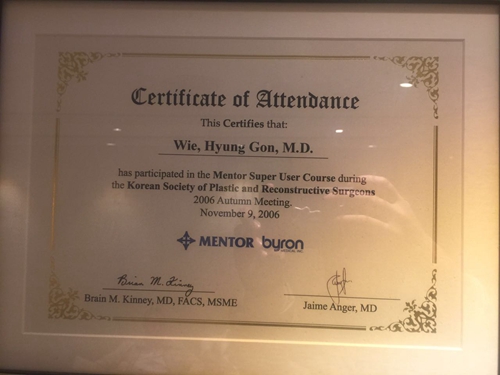 Certificate of Attendance
This Certifies that:
Wie, Hyung Gon, M.D.
has participated in the Mentor Super User Course during
the Korean Society of Plastic and Reconstructive Surgeons
2006 Autumn Meeting.
November 9, 2006
MENTOR byron
Brian M. Kinney
Brain M. Kinney, MD, FACS, MSME
Jaime Anger, MD